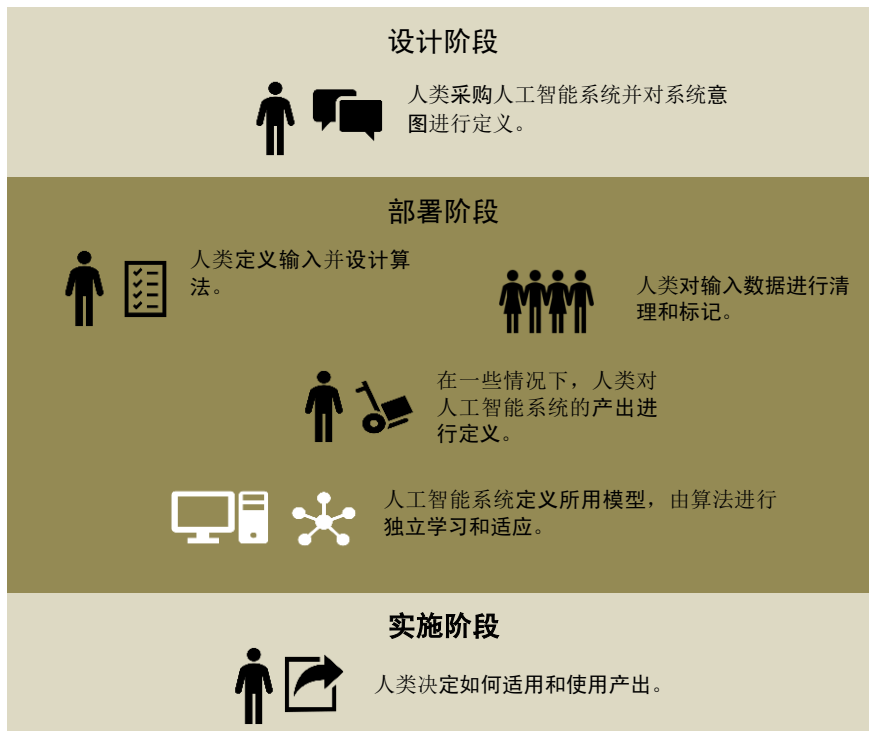 设计阶段
人类采购人工智能系统并对系统意
图进行定义。
部署阶段
人类定义输入并设计算
法。
人类对输入数据进行清
理和标记。
在一些情况下，人类对
人工智能系统的产出进
行定义。
人工智能系统定义所用模型，由算法进行
独立学习和适应。
实施阶段
人类决定如何适用和使用产出。